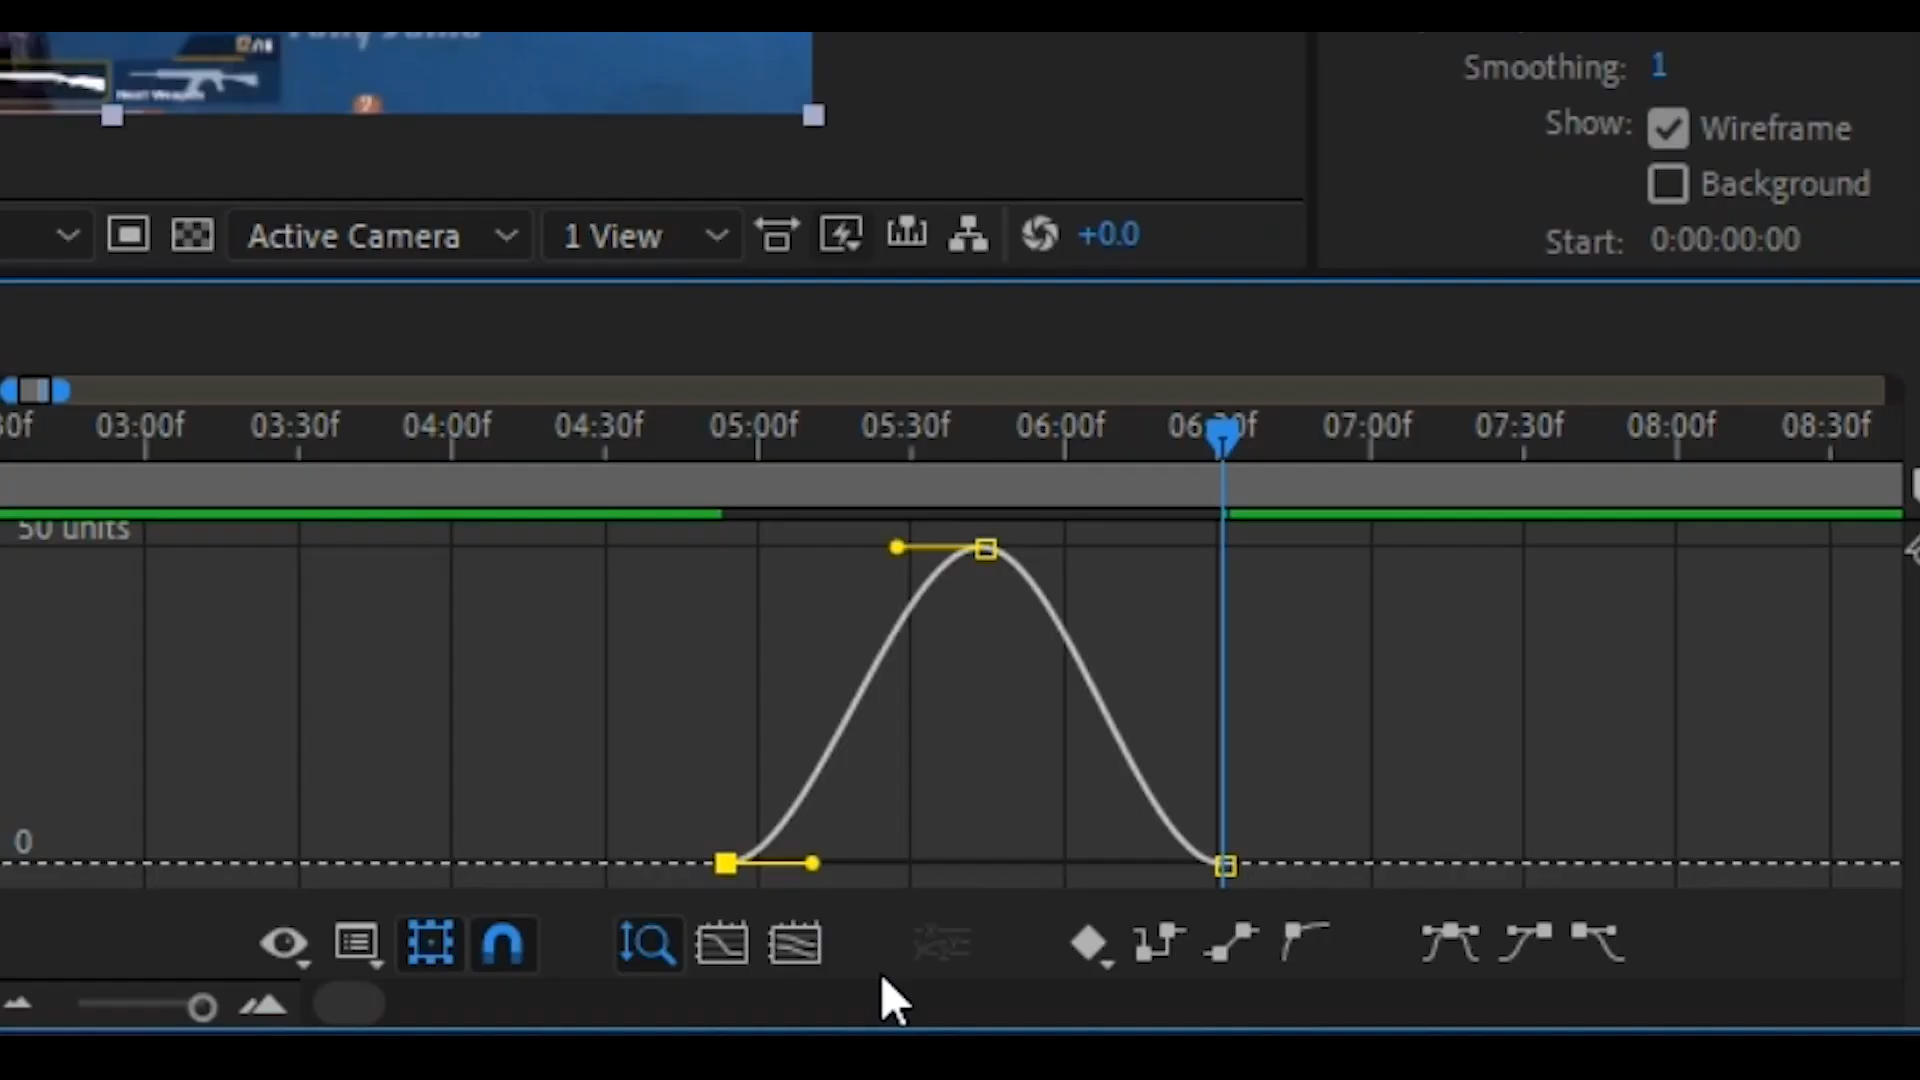 12/16
Smoothing: 1
Show: Wireframe
Background
Active Camera 1 View +0.0
Start: 0:00:00:00
30f 03:00f 03:30f 04:00f 04:30f 05:00f 05:30f 06:00f 06:30f 07:00f 07:30f 08:00f 08:30f
50 units
0